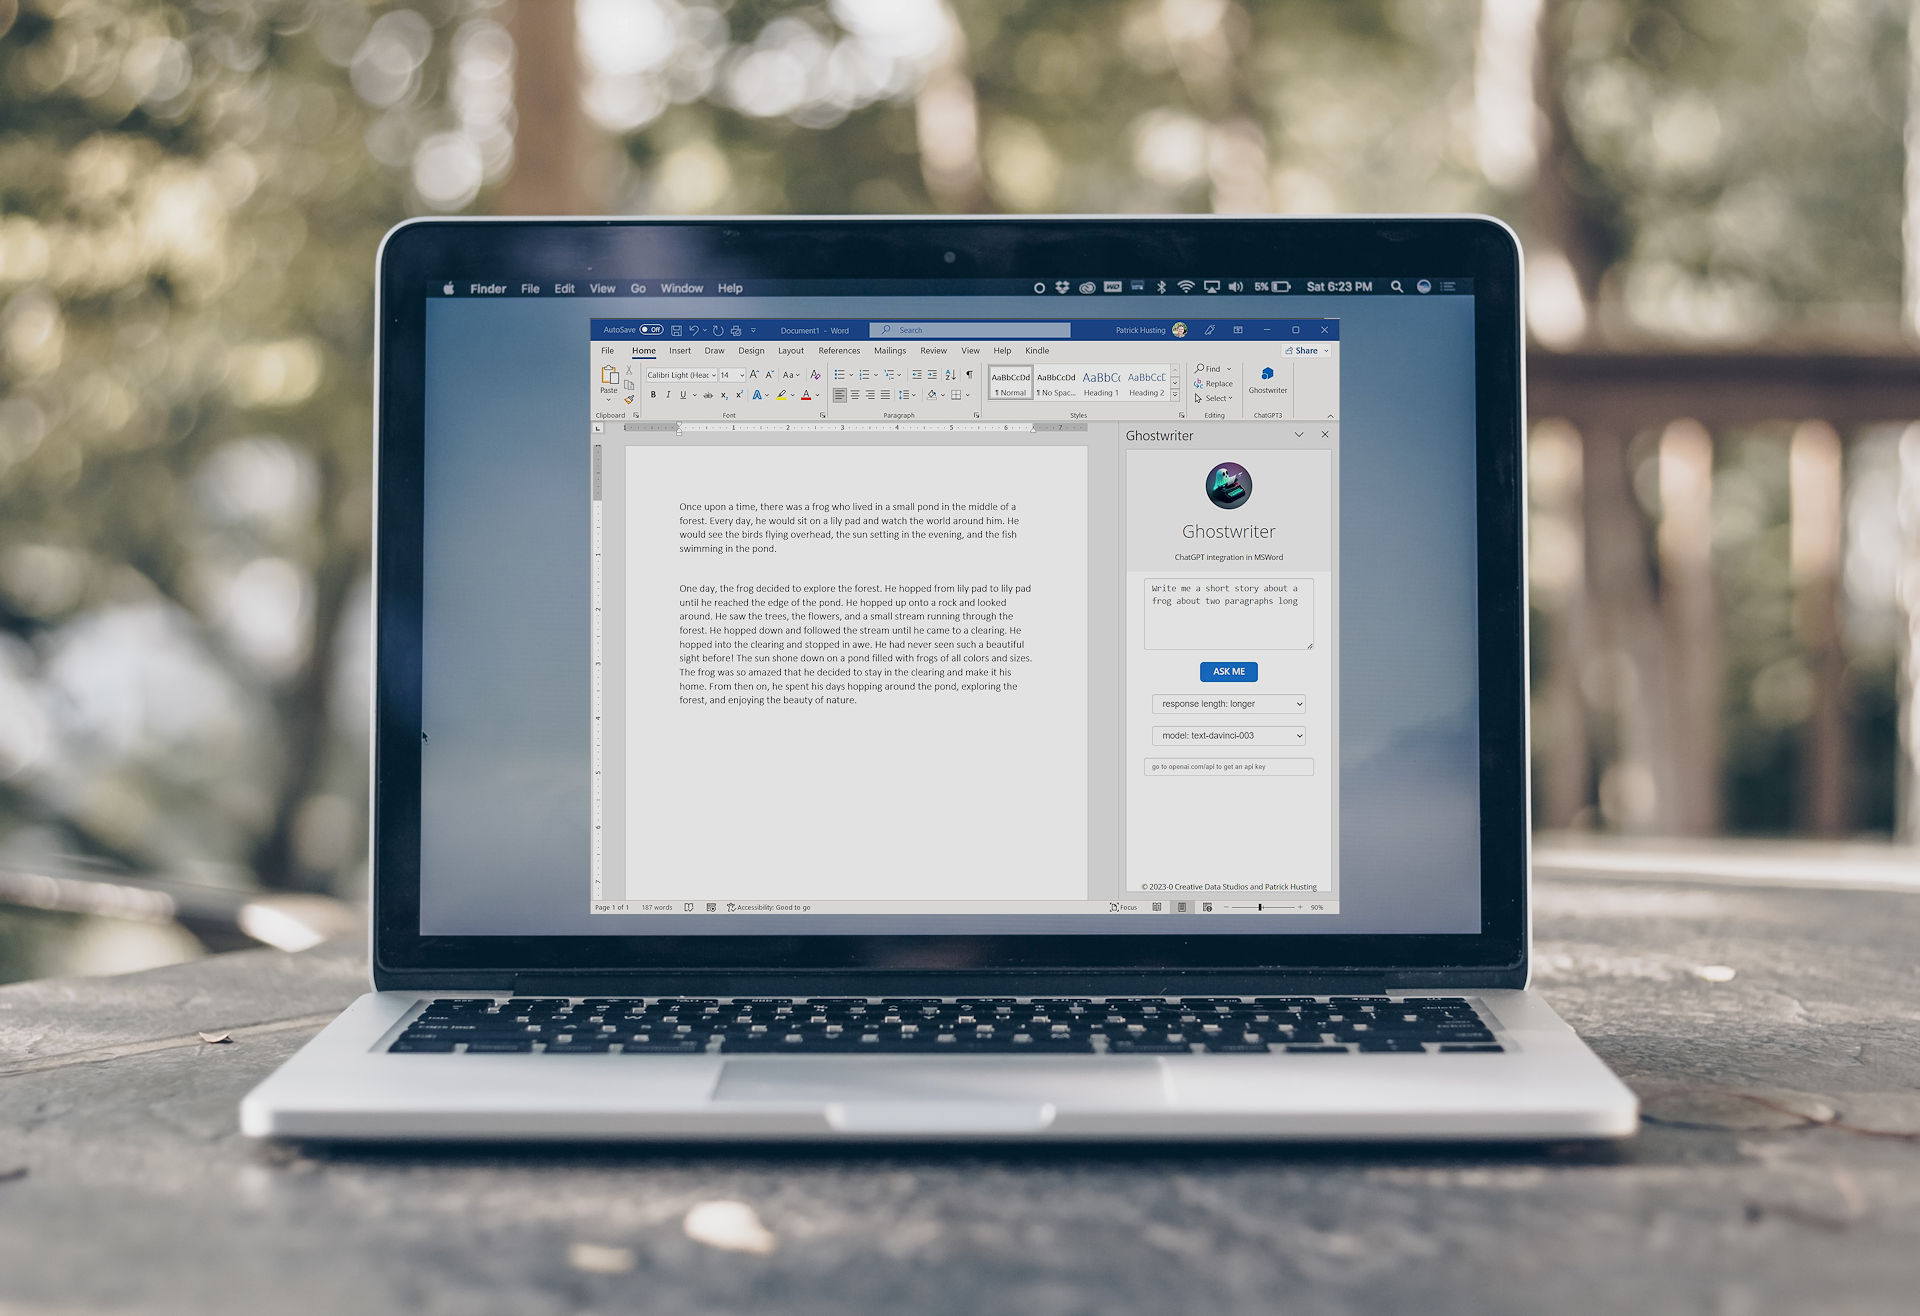 Finder File Edit View Go Window Help
5% Sat 6:23 PM
AutoSave Off Document1 - Word Search Patrick Husting
File Home Insert Draw Design Layout References Mailings Review View Help Kindle Share
Paste
Calibri Light (Head 14 A A Aa A
B I U ab x₂ x² A A
AaBbCcDd AaBbCcDd AaBbC( AaBbCcE
¶ Normal ¶ No Spac... Heading 1 Heading 2
Find
Replace
Select
Ghostwriter
Clipboard Font Paragraph Styles Editing ChatGPT3
1 1 2 3 4 5 6 7
Once upon a time, there was a frog who lived in a small pond in the middle of a
forest. Every day, he would sit on a lily pad and watch the world around him. He
would see the birds flying overhead, the sun setting in the evening, and the fish
swimming in the pond.
One day, the frog decided to explore the forest. He hopped from lily pad to lily pad
until he reached the edge of the pond. He hopped up onto a rock and looked
around. He saw the trees, the flowers, and a small stream running through the
forest. He hopped down and followed the stream until he came to a clearing. He
hopped into the clearing and stopped in awe. He had never seen such a beautiful
sight before! The sun shone down on a pond filled with frogs of all colors and sizes.
The frog was so amazed that he decided to stay in the clearing and make it his
home. From then on, he spent his days hopping around the pond, exploring the
forest, and enjoying the beauty of nature.
Ghostwriter
Ghostwriter
ChatGPT integration in MSWord
Write me a short story about a
frog about two paragraphs long
ASK ME
response length: longer
model: text-davinci-003
go to openai.com/api to get an api key
© 2023-0 Creative Data Studios and Patrick Husting
Page 1 of 1 187 words Accessibility: Good to go Focus 90%